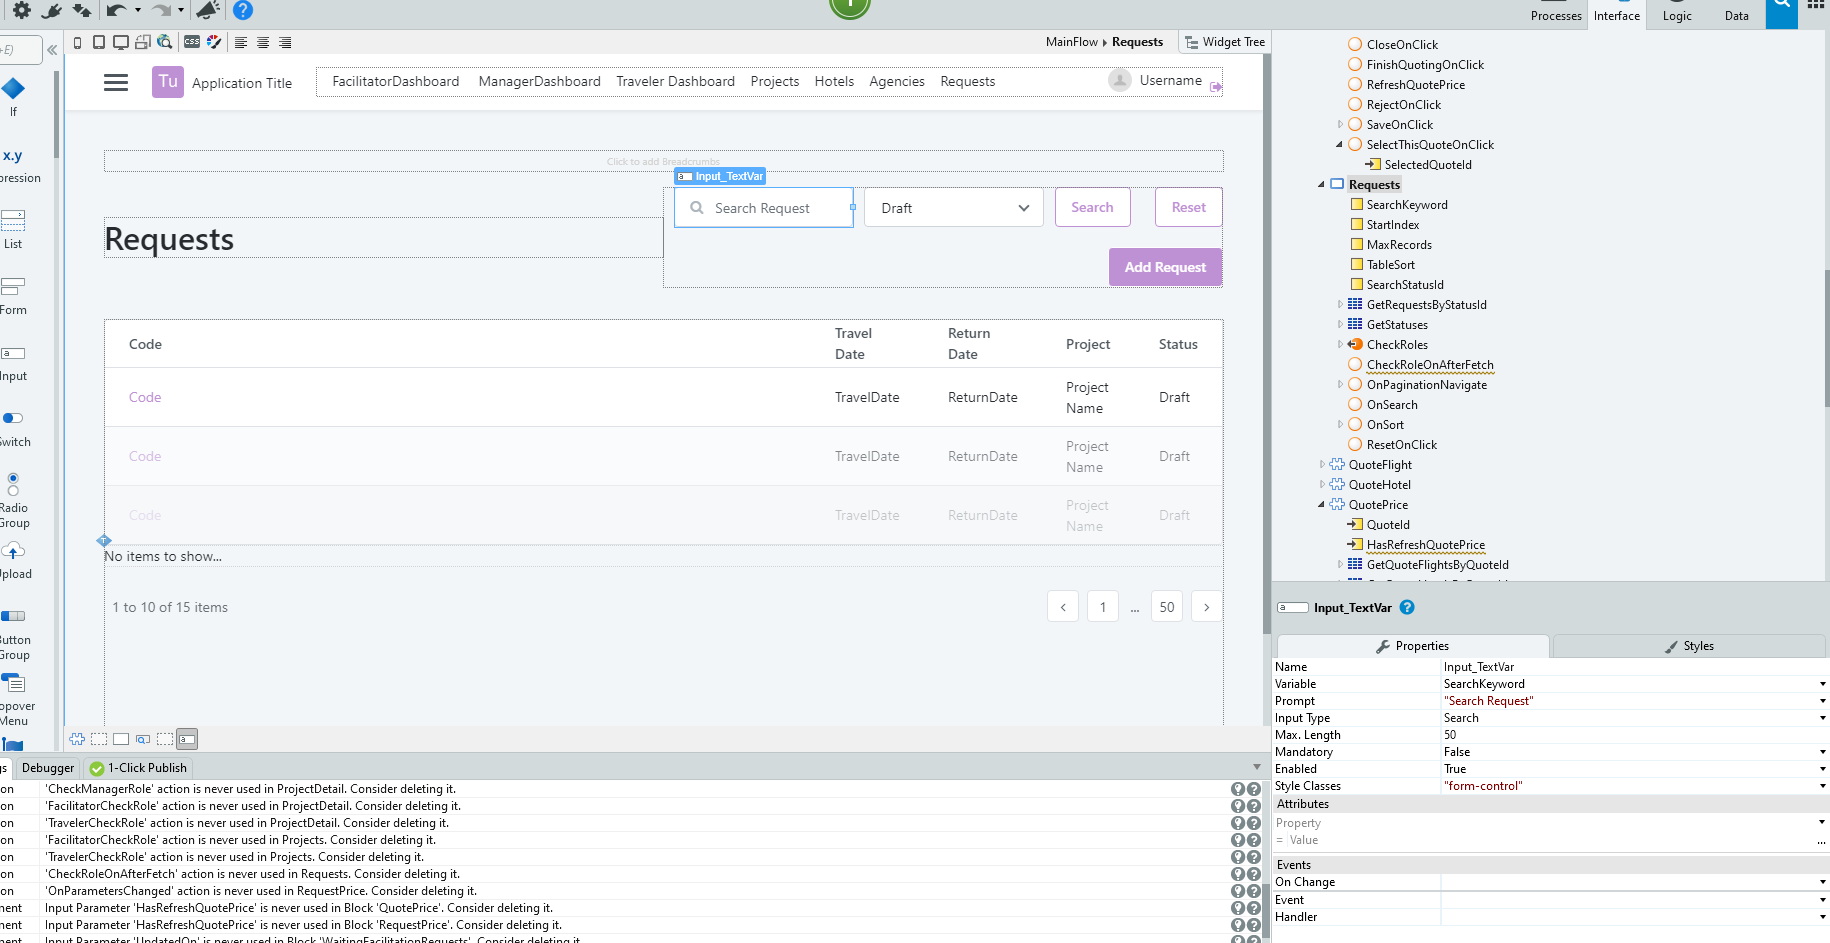 Processes
Interface
Logic
Data
+E)
MainFlow ▸ Requests
Widget Tree
CSS
If
x.y
pression
List
Form
Input
Switch
Radio
Group
Upload
Button
Group
opover
Menu
Tu
Application Title
FacilitatorDashboard
ManagerDashboard
Traveler Dashboard
Projects
Hotels
Agencies
Requests
Username
Click to add Breadcrumbs
Input_TextVar
Search Request
Draft
Search
Reset
Requests
Add Request
Code
Travel
Date
Return
Date
Project
Status
Code
TravelDate
ReturnDate
Project
Name
Draft
Code
TravelDate
ReturnDate
Project
Name
Draft
Code
TravelDate
ReturnDate
Project
Name
Draft
No items to show...
1 to 10 of 15 items
‹
1
...
50
›
Debugger
1-Click Publish
on 'CheckManagerRole' action is never used in ProjectDetail. Consider deleting it.
on 'FacilitatorCheckRole' action is never used in ProjectDetail. Consider deleting it.
on 'TravelerCheckRole' action is never used in ProjectDetail. Consider deleting it.
on 'FacilitatorCheckRole' action is never used in Projects. Consider deleting it.
on 'TravelerCheckRole' action is never used in Projects. Consider deleting it.
on 'CheckRoleOnAfterFetch' action is never used in Requests. Consider deleting it.
on 'OnParametersChanged' action is never used in RequestPrice. Consider deleting it.
nent Input Parameter 'HasRefreshQuotePrice' is never used in Block 'QuotePrice'. Consider deleting it.
nent Input Parameter 'HasRefreshQuotePrice' is never used in Block 'RequestPrice'. Consider deleting it.
nent Input Parameter 'UpdatedOn' is never used in Block 'WaitingFacilitationRequests'. Consider deleting it.
CloseOnClick
FinishQuotingOnClick
RefreshQuotePrice
RejectOnClick
SaveOnClick
SelectThisQuoteOnClick
SelectedQuoteId
Requests
SearchKeyword
StartIndex
MaxRecords
TableSort
SearchStatusId
GetRequestsByStatusId
GetStatuses
CheckRoles
CheckRoleOnAfterFetch
OnPaginationNavigate
OnSearch
OnSort
ResetOnClick
QuoteFlight
QuoteHotel
QuotePrice
QuoteId
HasRefreshQuotePrice
GetQuoteFlightsByQuoteId
Input_TextVar
Properties
Styles
Name Input_TextVar
Variable SearchKeyword
Prompt "Search Request"
Input Type Search
Max. Length 50
Mandatory False
Enabled True
Style Classes "form-control"
Attributes
Property
= Value ...
Events
On Change
Event
Handler